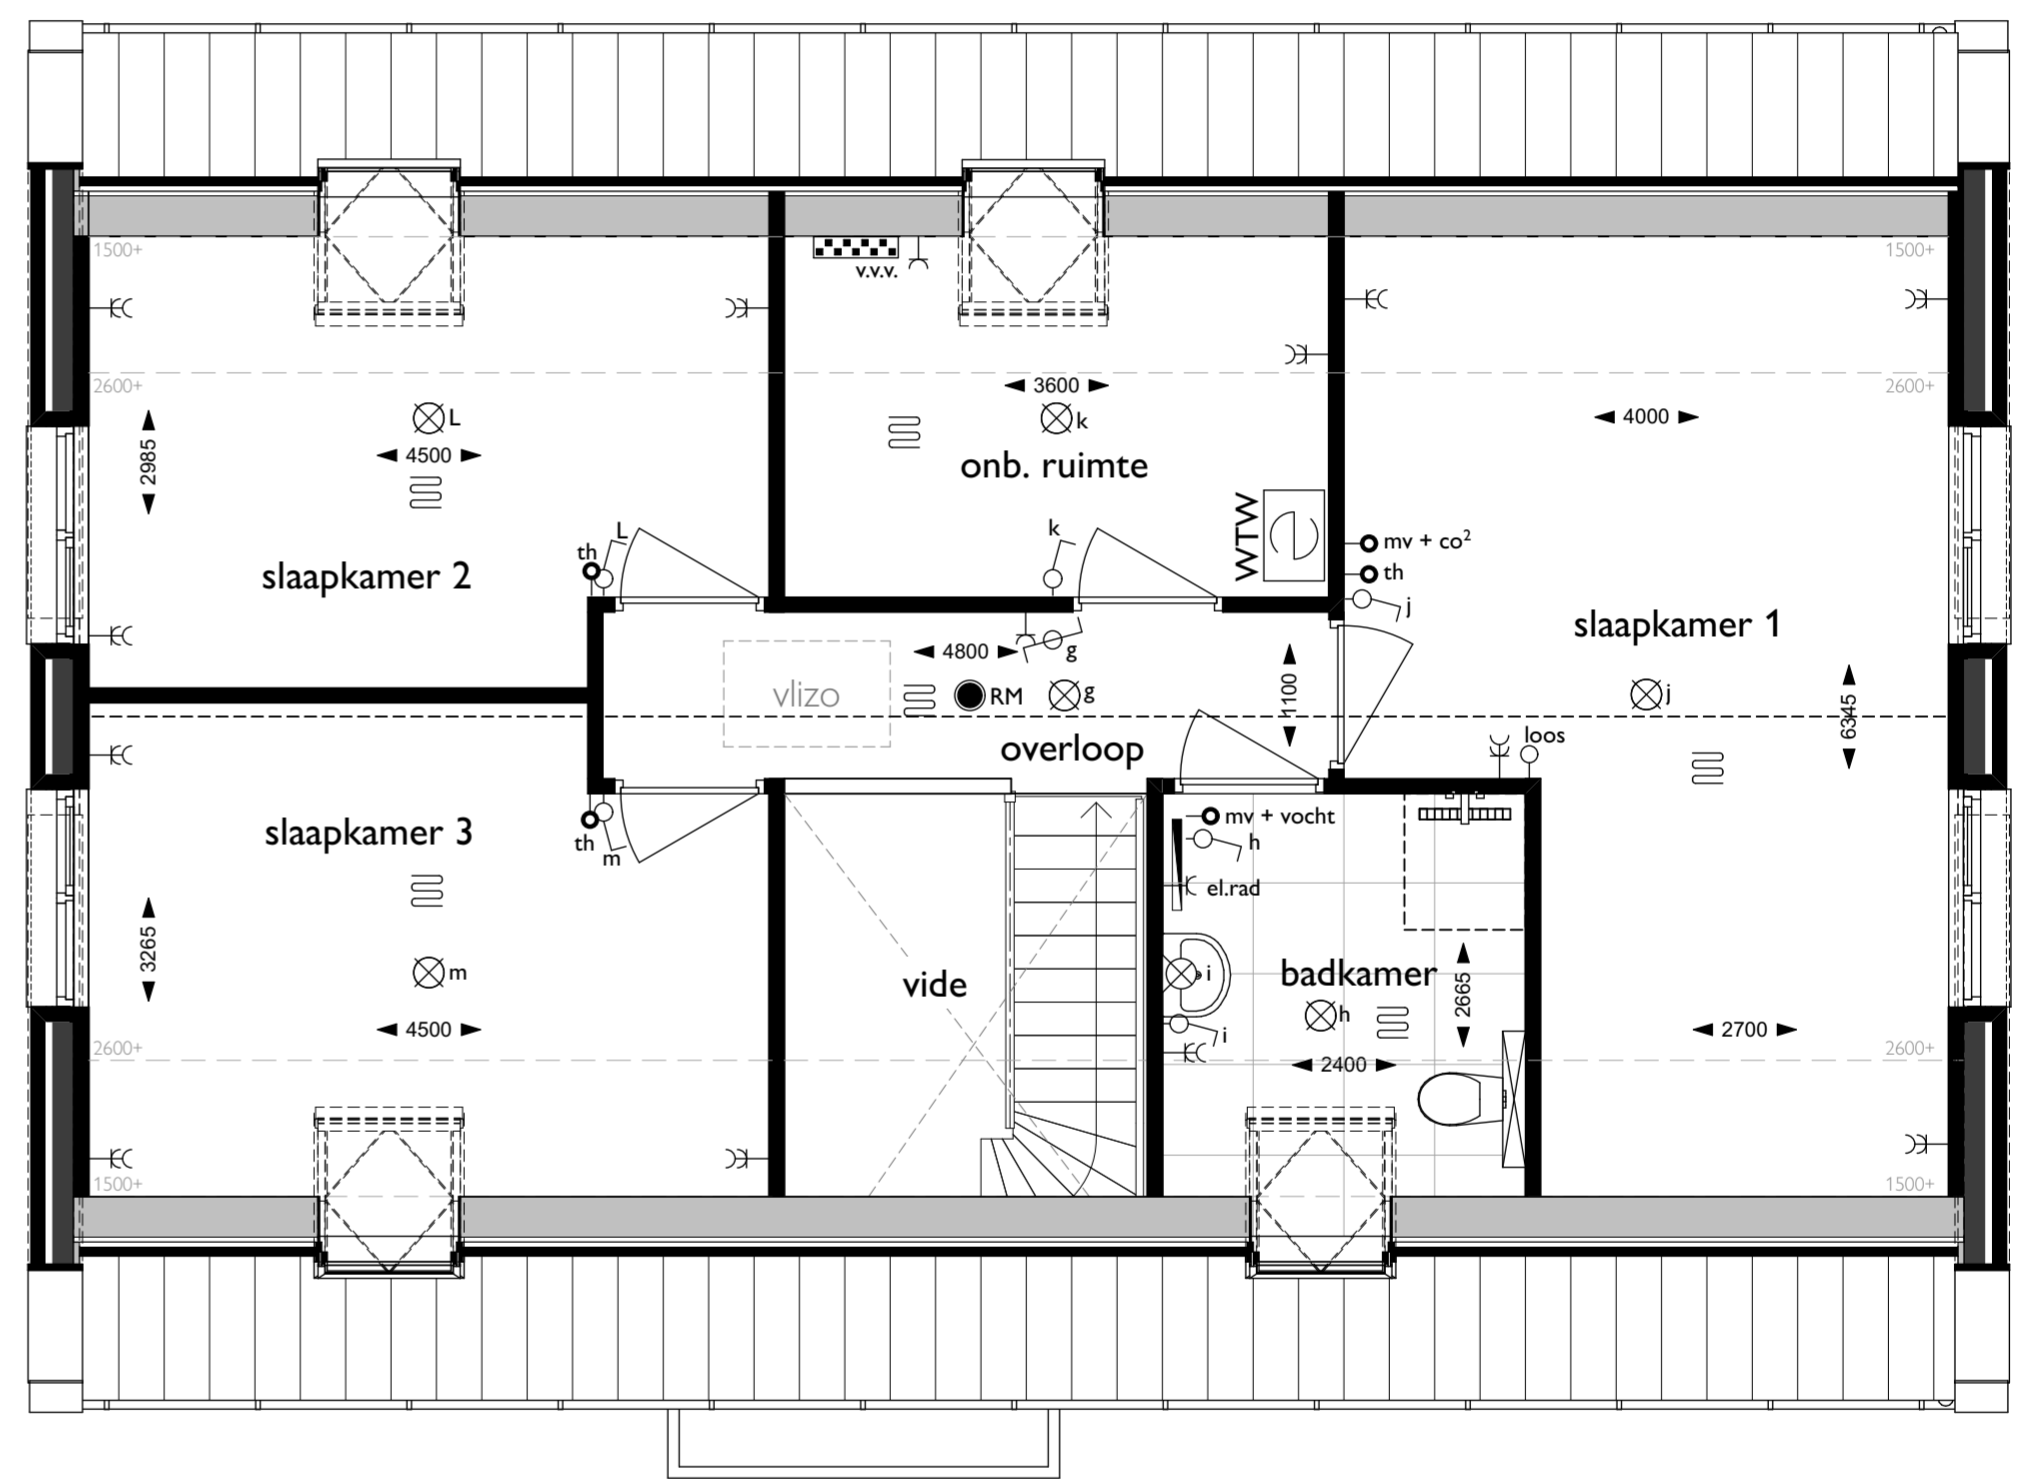 1500+
1500+
v.v.v.
2600+
3600
2600+
L
k
4000
2985
4500
onb. ruimte
WTW
e
L
k
mv + co²
th
th
slaapkamer 2
j
slaapkamer 1
g
4800
vlizo
RM
g
1100
j
6345
overloop
loos
slaapkamer 3
mv + vocht
th
m
h
el.rad
3265
m
vide
i
badkamer
2665
h
4500
i
2700
2600+
2400
2600+
1500+
1500+